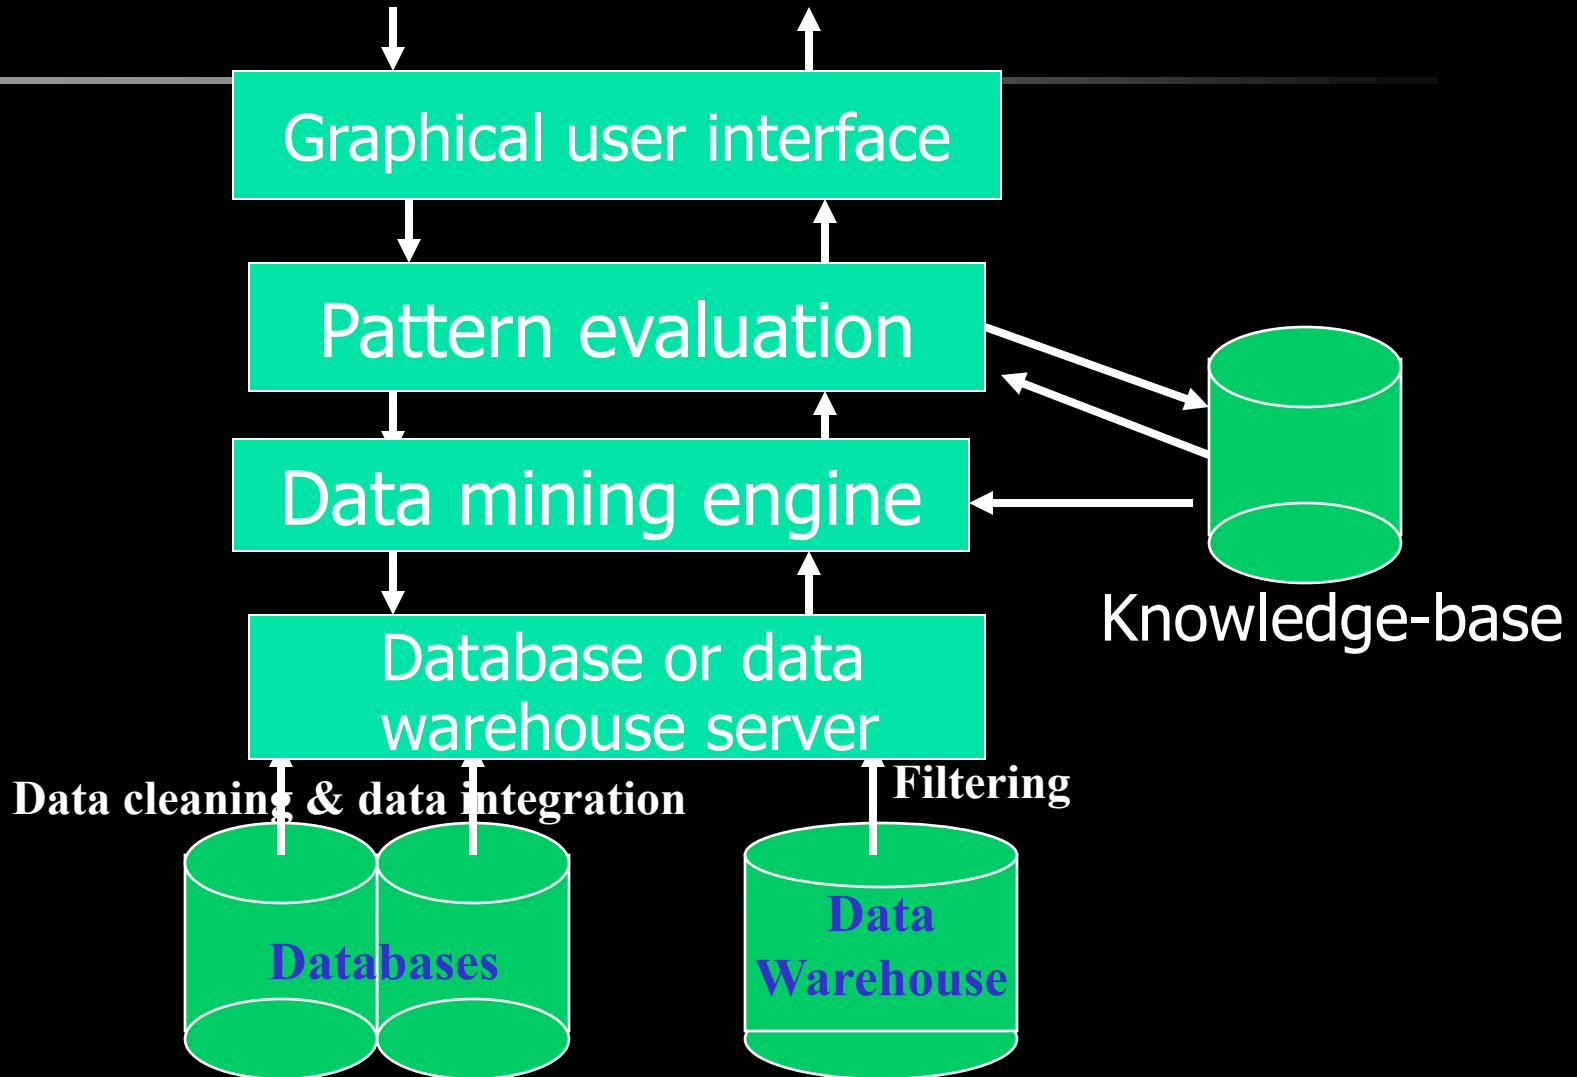 Graphical user interface
Pattern evaluation
Data mining engine
Knowledge-base
Database or data
warehouse server
Data cleaning & data integration
Filtering
Databases
Data
Warehouse